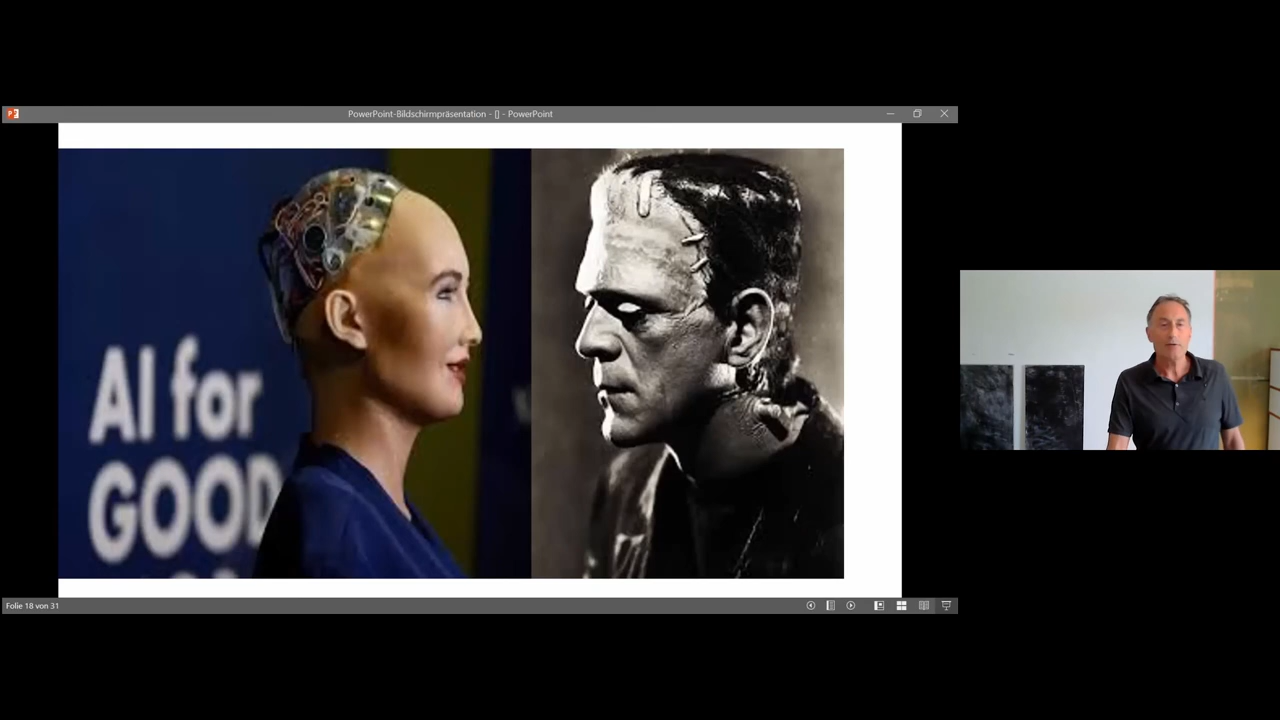 PowerPoint-Bildschirmpräsentation - [] - PowerPoint
AI for
GOOD
Folie 18 von 31